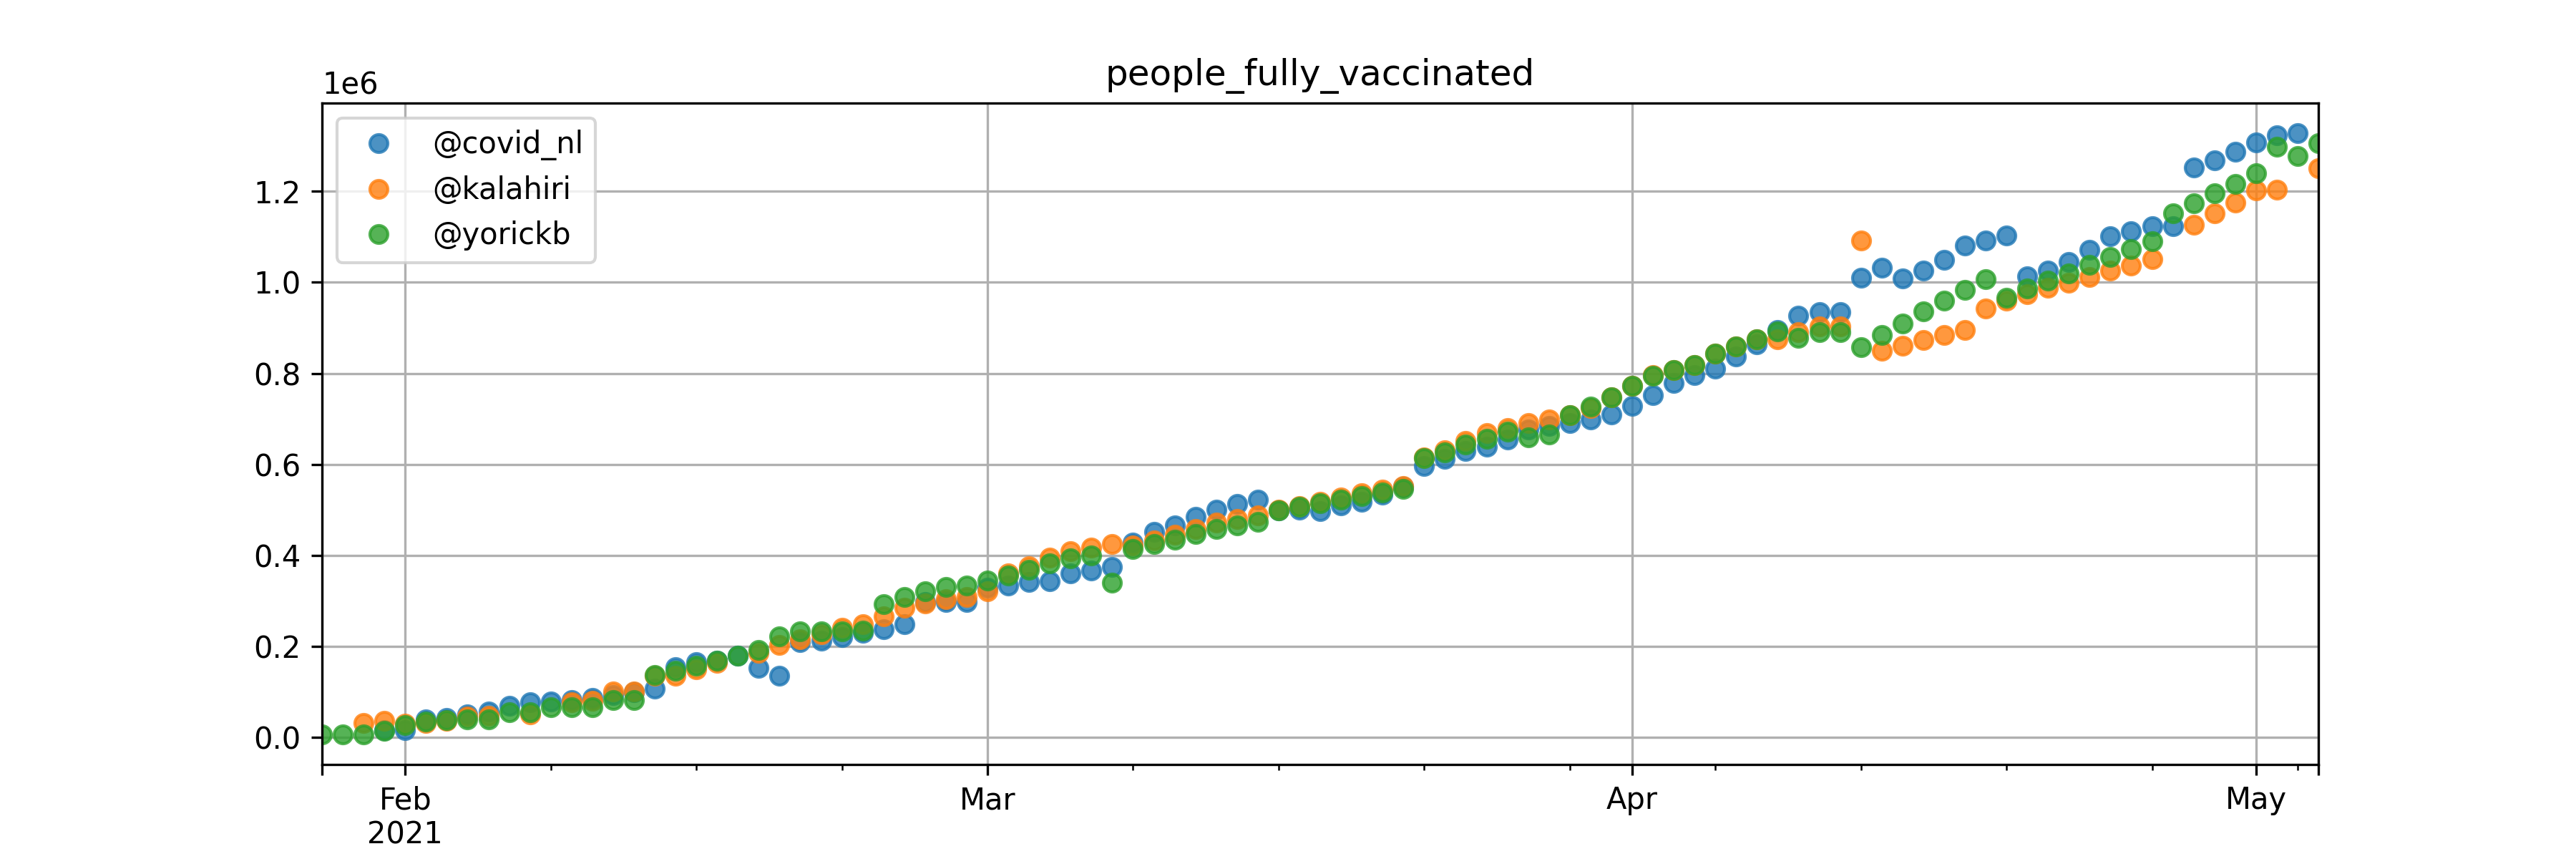 people_fully_vaccinated
1e6
@covid_nl
@kalahiri
@yorickb
1.2
1.0
0.8
0.6
0.4
0.2
0.0
Feb Mar Apr May
2021